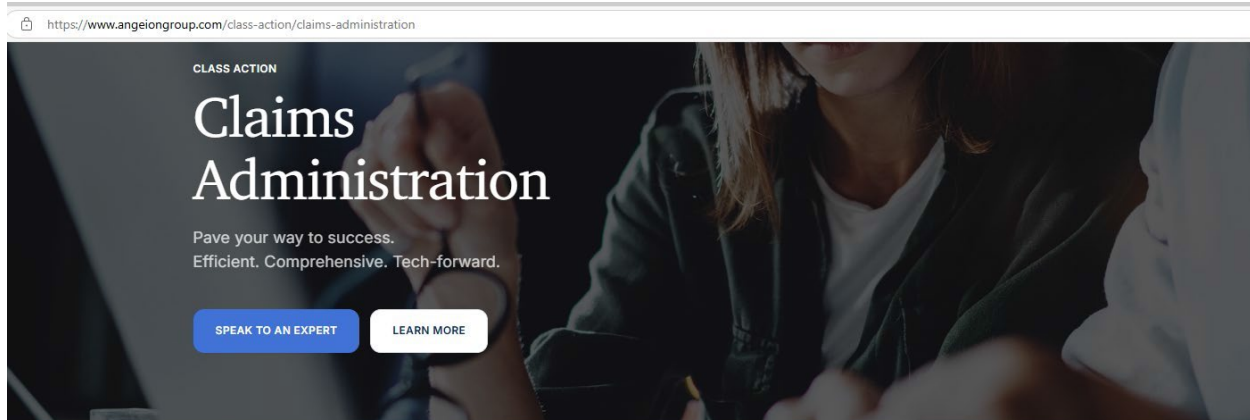 https://www.angeiongroup.com/class-action/claims-administration
CLASS ACTION
Claims
Administration
Pave your way to success.
Efficient. Comprehensive. Tech-forward.
SPEAK TO AN EXPERT
LEARN MORE